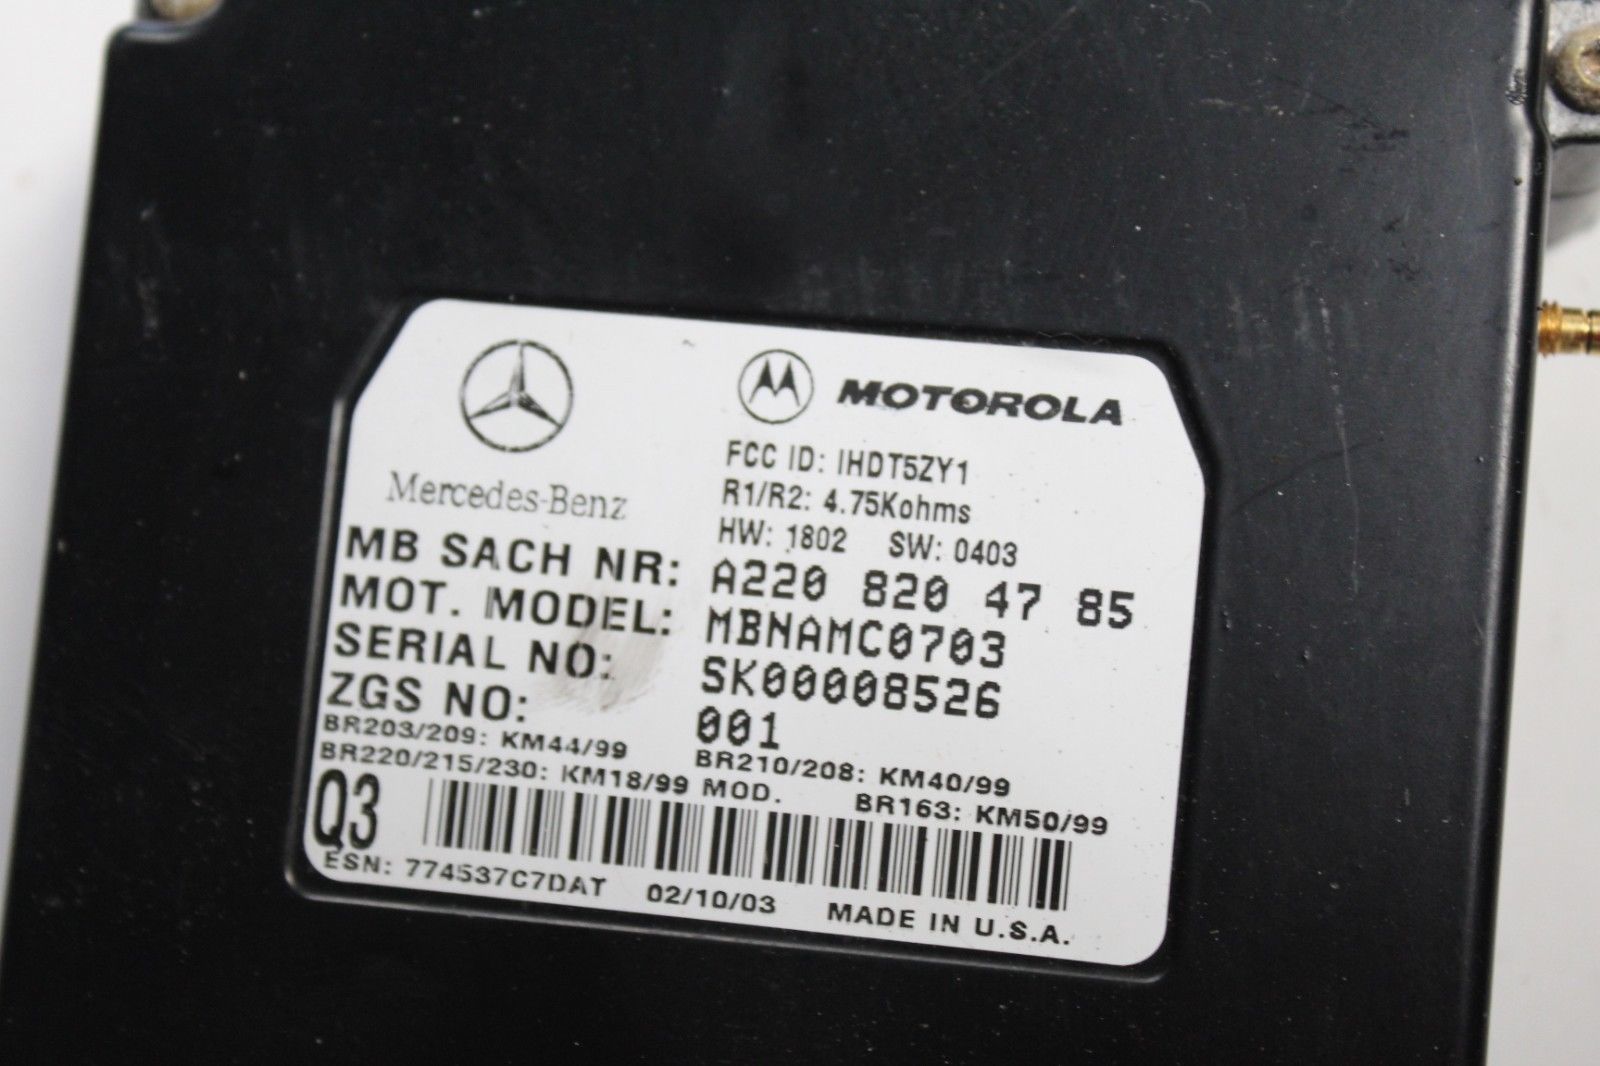 Mercedes-Benz
MOTOROLA
FCC ID: IHDT5ZY1
R1/R2: 4.75Kohms
HW: 1802 SW: 0403
MB SACH NR: A220 820 47 85
MOT. MODEL: MBNAMC0703
SERIAL NO: SK00008526
ZGS NO: 001
BR203/209: KM44/99 BR210/208: KM40/99
BR220/215/230: KM18/99 MOD. BR163: KM50/99
Q3
ESN: 774537C7DAT 02/10/03 MADE IN U.S.A.